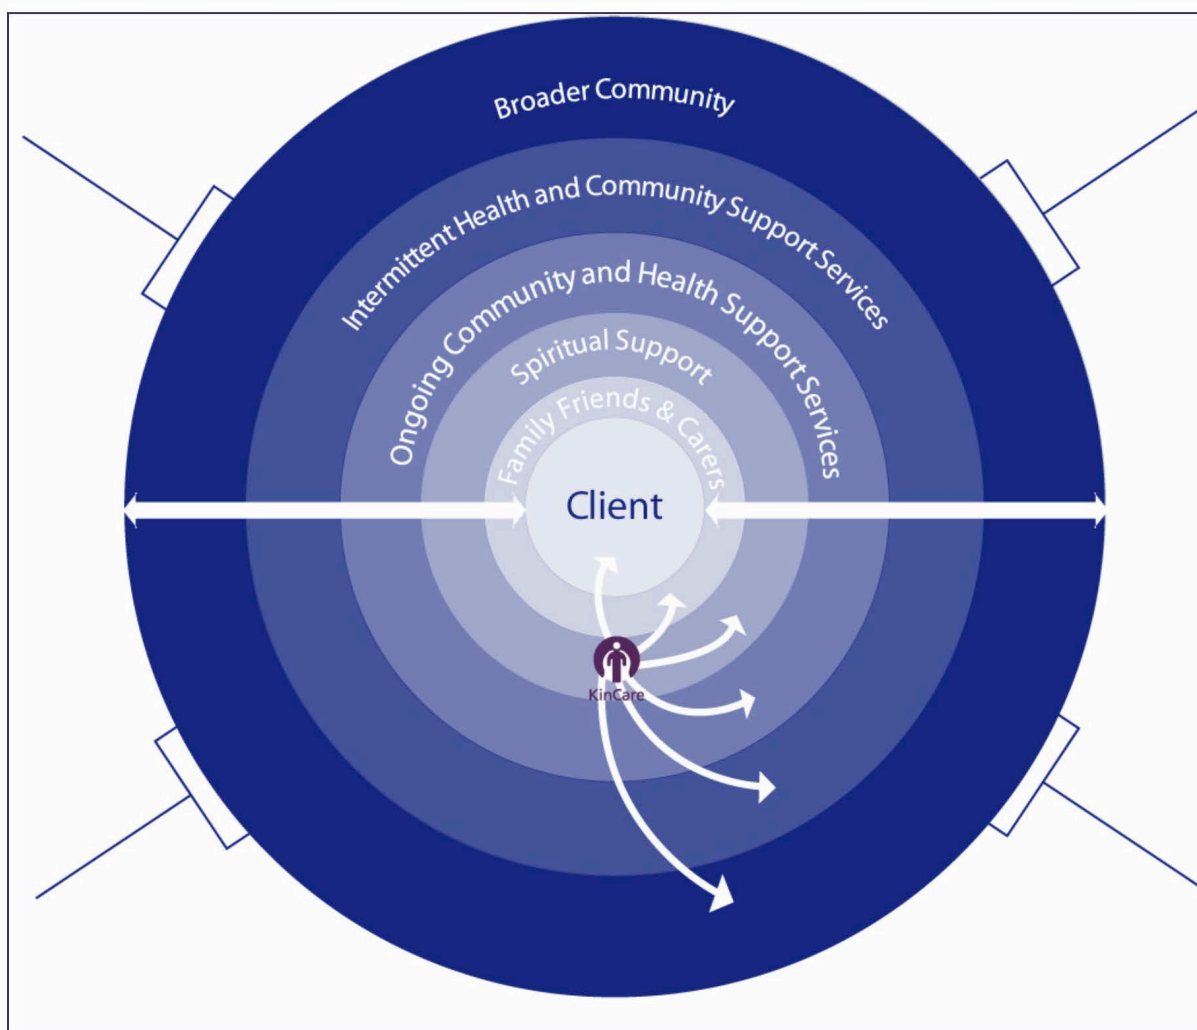 Broader Community
Intermittent Health and Community Support Services
Ongoing Community and Health Support Services
Spiritual Support
Family Friends & Carers
Client
KinCare